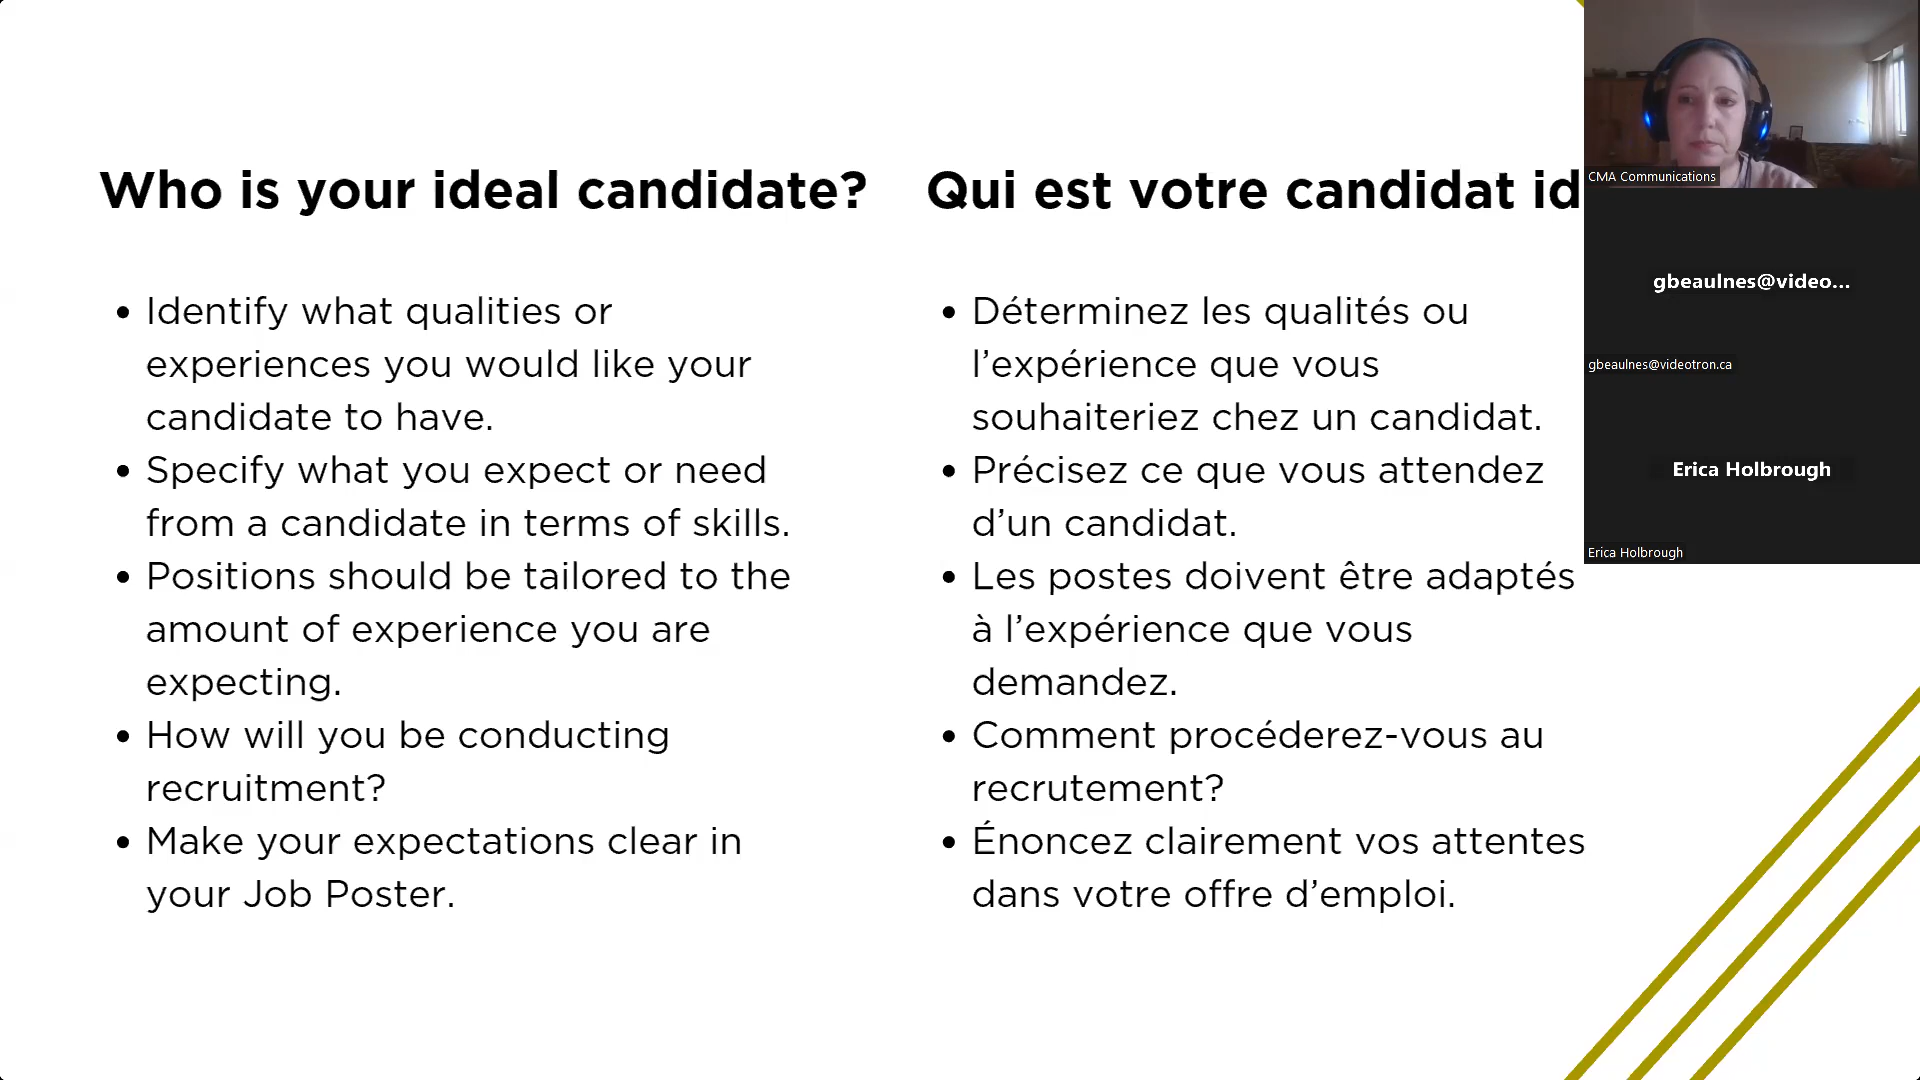 Who is your ideal candidate?
Identify what qualities or
experiences you would like your
candidate to have.
Specify what you expect or need
from a candidate in terms of skills.
Positions should be tailored to the
amount of experience you are
expecting.
How will you be conducting
recruitment?
Make your expectations clear in
your Job Poster.
Qui est votre candidat id
Déterminez les qualités ou
l’expérience que vous
souhaiteriez chez un candidat.
Précisez ce que vous attendez
d’un candidat.
Les postes doivent être adaptés
à l’expérience que vous
demandez.
Comment procéderez-vous au
recrutement?
Énoncez clairement vos attentes
dans votre offre d’emploi.
CMA Communications
gbeaulnes@video...
gbeaulnes@videotron.ca
Erica Holbrough
Erica Holbrough